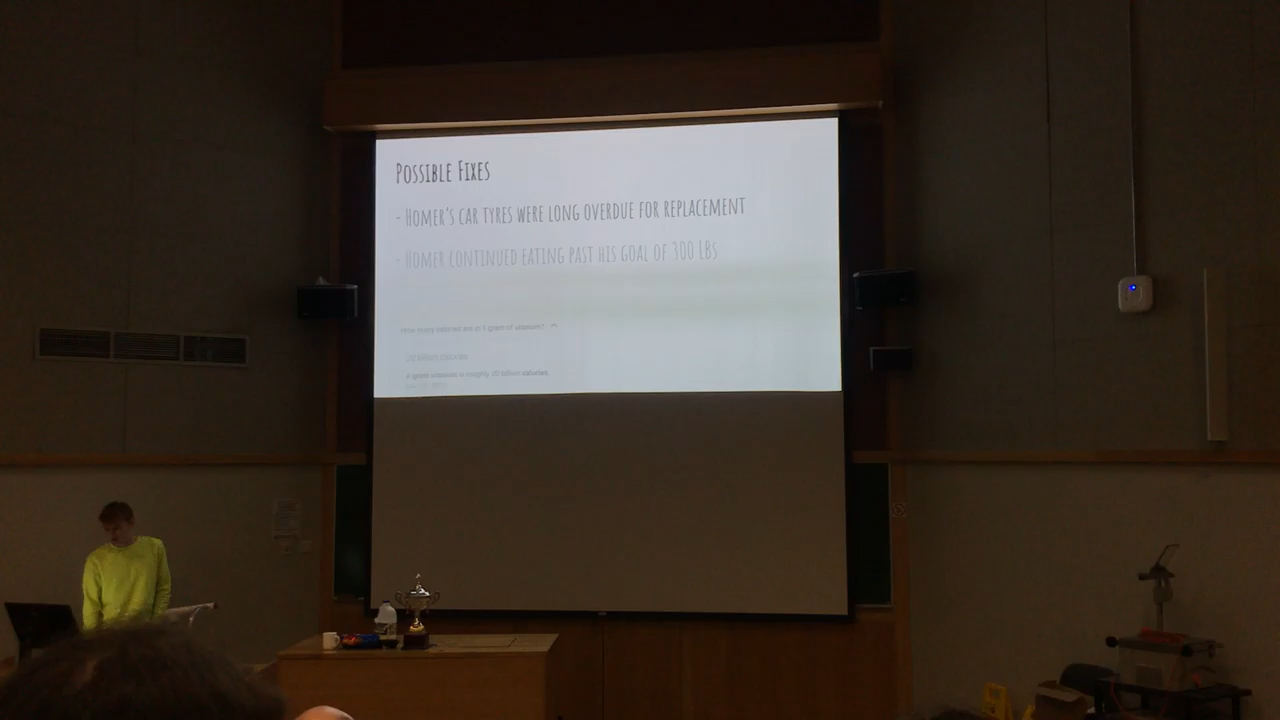 Possible Fixes
- Homer's car tyres were long overdue for replacement
- Homer continued eating past his goal of 300 lbs
How many calories are in 1 gram of uranium?
20 billion calories
a gram uranium is roughly 20 billion calories.